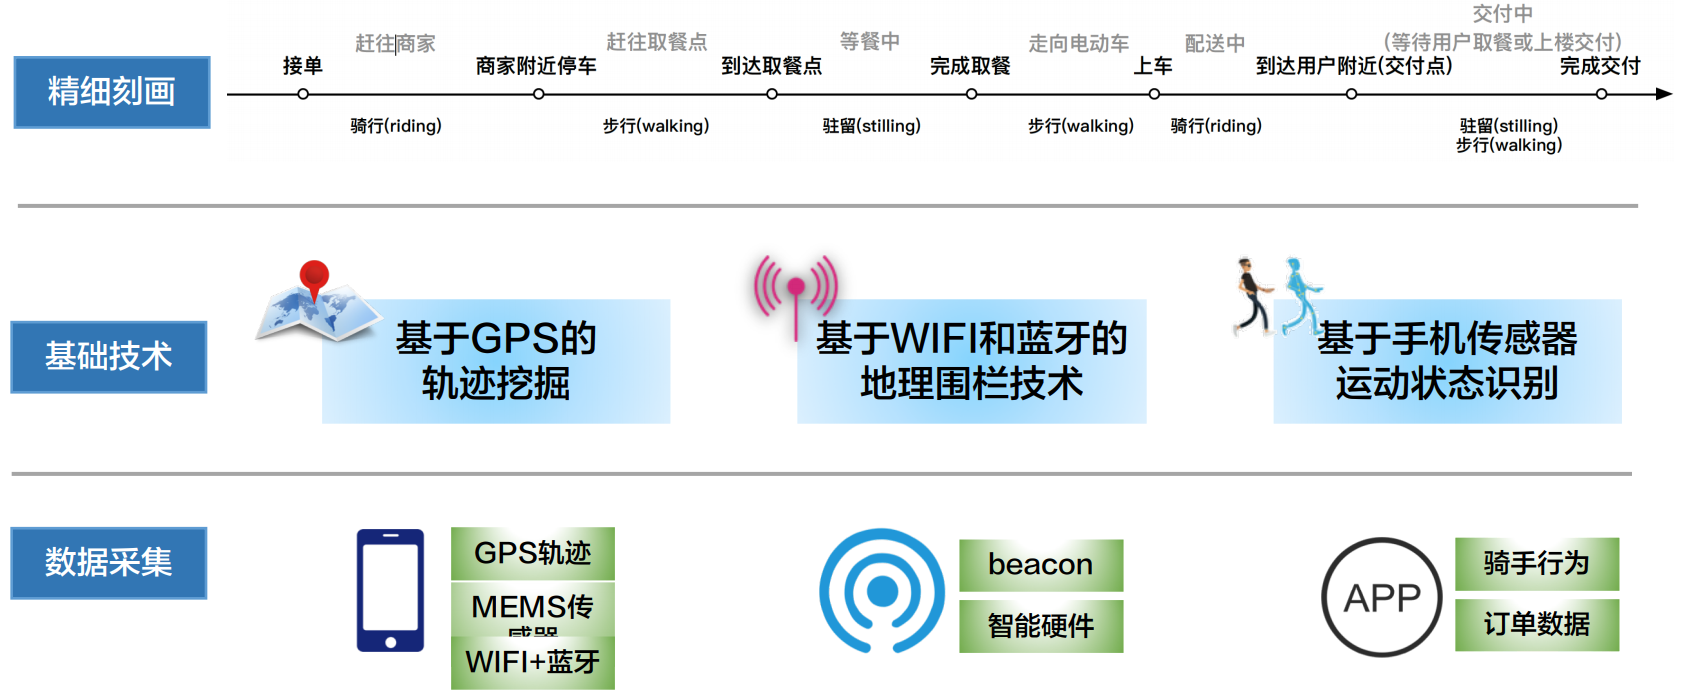 交付中
赶往商家
赶往取餐点
等餐中
走向电动车
配送中
(等待用户取餐或上楼交付)
精细刻画
接单
商家附近停车
到达取餐点
完成取餐
上车
到达用户附近(交付点)
完成交付
骑行(riding)
步行(walking)
驻留(stilling)
步行(walking)
骑行(riding)
驻留(stilling)
步行(walking)
基础技术
基于GPS的
轨迹挖掘
基于WIFI和蓝牙的
地理围栏技术
基于手机传感器
运动状态识别
数据采集
GPS轨迹
MEMS传
感器
WIFI+蓝牙
beacon
智能硬件
APP
骑手行为
订单数据